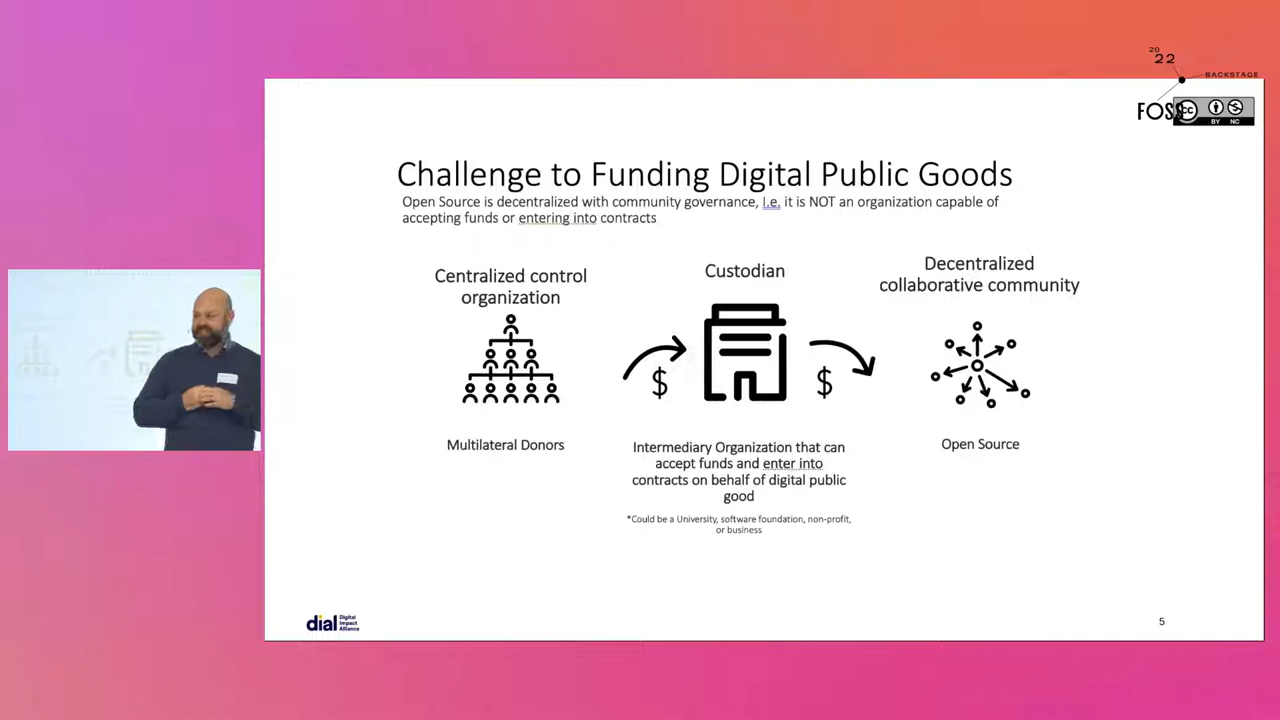 20
22
BACKSTAGE
FOSS
CC
BY NC
Challenge to Funding Digital Public Goods
Open Source is decentralized with community governance, I.e. it is NOT an organization capable of
accepting funds or entering into contracts
Centralized control
organization
Custodian
Decentralized
collaborative community
$
$
Multilateral Donors
Intermediary Organization that can
accept funds and enter into
contracts on behalf of digital public
good
*Could be a University, software foundation, non-profit,
or business
Open Source
dial
Digital
Impact
Alliance
5